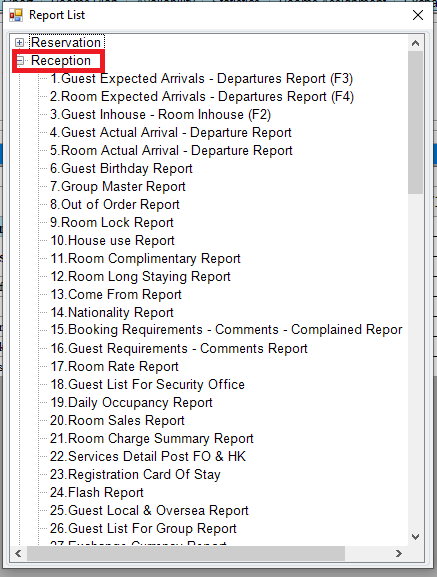 Report List
Reservation
Reception
1.Guest Expected Arrivals - Departures Report (F3)
2.Room Expected Arrivals - Departures Report (F4)
3.Guest Inhouse - Room Inhouse (F2)
4.Guest Actual Arrival - Departure Report
5.Room Actual Arrival - Departure Report
6.Guest Birthday Report
7.Group Master Report
8.Out of Order Report
9.Room Lock Report
10.House use Report
11.Room Complimentary Report
12.Room Long Staying Report
13.Come From Report
14.Nationality Report
15.Booking Requirements - Comments - Complained Repor
16.Guest Requirements - Comments Report
17.Room Rate Report
18.Guest List For Security Office
19.Daily Occupancy Report
20.Room Sales Report
21.Room Charge Summary Report
22.Services Detail Post FO & HK
23.Registration Card Of Stay
24.Flash Report
25.Guest Local & Oversea Report
26.Guest List For Group Report
27.Exchange Currency Report